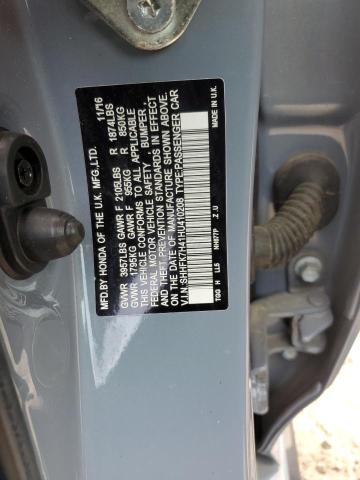 MFD.BY HONDA OF THE U.K. MFG.,LTD. 11/16
GVWR 3957LBS GAWR F 2105LBS R 1874LBS
GVWR 1795KG GAWR F 955KG R 850KG
THIS VEHICLE CONFORMS TO ALL APPLICABLE
FEDERAL MOTOR VEHICLE SAFETY, BUMPER
AND THEFT PREVENTION STANDARDS IN EFFECT
ON THE DATE OF MANUFACTURE SHOWN ABOVE.
V.I.N:SHHFK7H41HU410208 TYPE:PASSENGER CAR
TGG H LL5 NH877P Z U